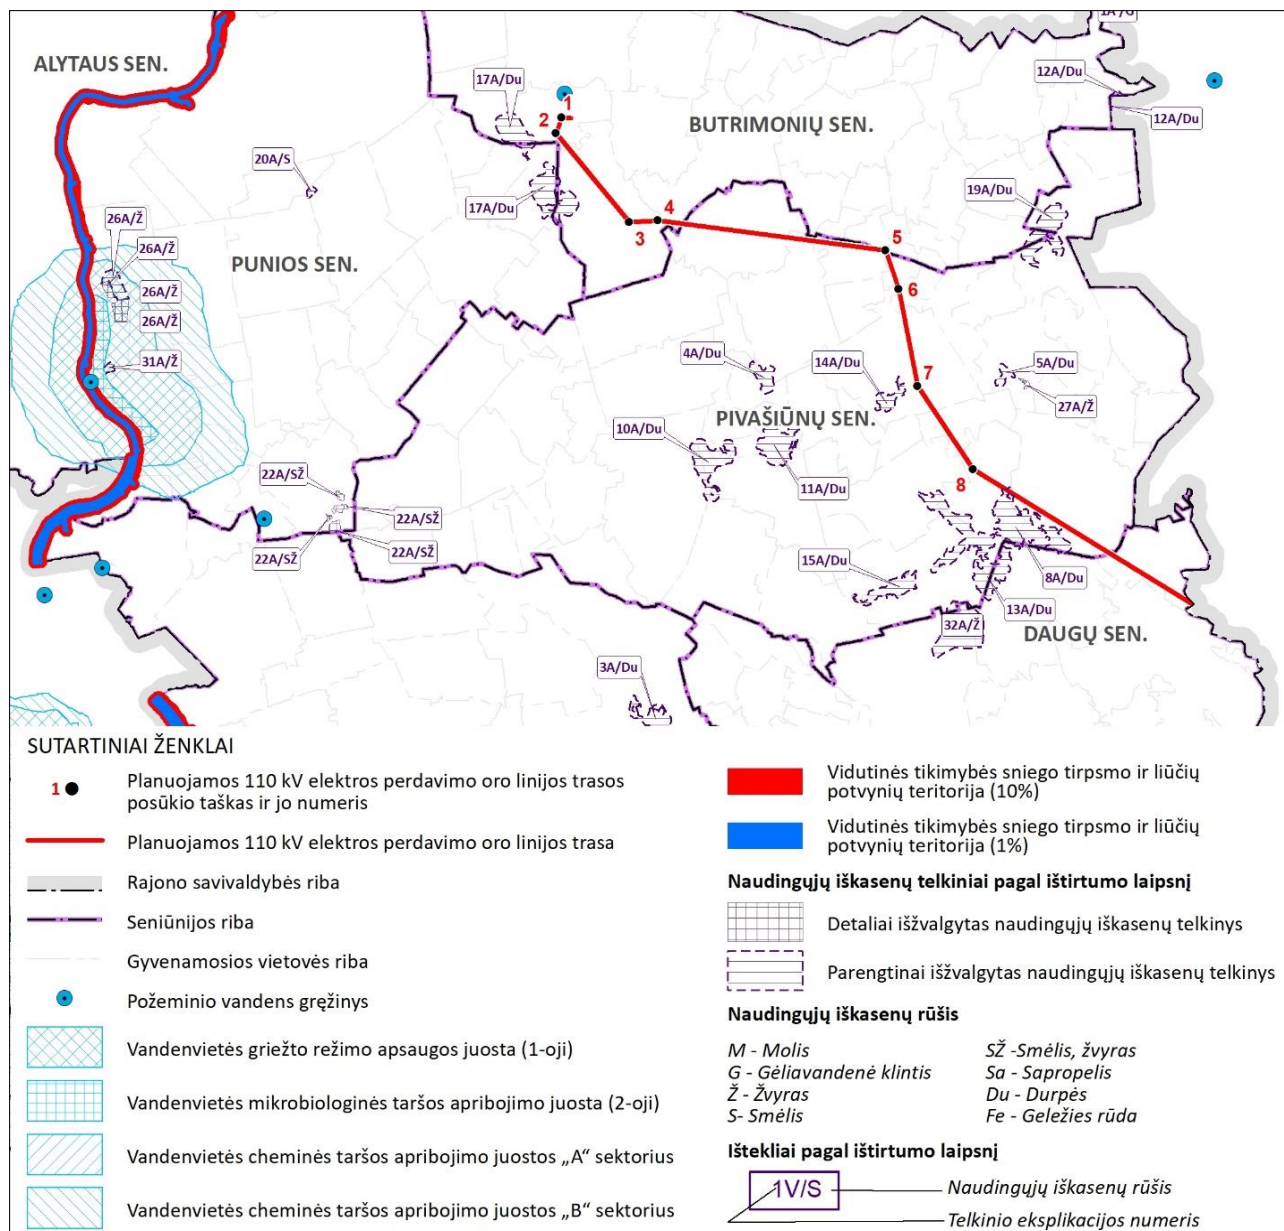 1A/G
ALYTAUS SEN.
17A/Du
12A/Du
1
2
BUTRIMONIŲ SEN.
12A/Du
20A/S
19A/Du
17A/Du
26A/Ž
3
4
26A/Ž
5
PUNIOS SEN.
26A/Ž
6
26A/Ž
31A/Ž
4A/Du
14A/Du
7
5A/Du
27A/Ž
PIVAŠIŪNŲ SEN.
10A/Du
22A/SŽ
11A/Du
8
22A/SŽ
22A/SŽ
22A/SŽ
15A/Du
8A/Du
13A/Du
32A/Ž
DAUGŲ SEN.
3A/Du
SUTARTINIAI ŽENKLAI
1
Planuojamos 110 kV elektros perdavimo oro linijos trasos
posūkio taškas ir jo numeris
Planuojamos 110 kV elektros perdavimo oro linijos trasa
Rajono savivaldybės riba
Seniūnijos riba
Gyvenamosios vietovės riba
Požeminio vandens gręžinys
Vandenvietės griežto režimo apsaugos juosta (1-oji)
Vandenvietės mikrobiologinės taršos apribojimo juosta (2-oji)
Vandenvietės cheminės taršos apribojimo juostos „A“ sektorius
Vandenvietės cheminės taršos apribojimo juostos „B“ sektorius
Vidutinės tikimybės sniego tirpsmo ir liūčių
potvynių teritorija (10%)
Vidutinės tikimybės sniego tirpsmo ir liūčių
potvynių teritorija (1%)
Naudingųjų iškasenų telkiniai pagal ištirtumo laipsnį
Detaliai išžvalgytas naudingųjų iškasenų telkinys
Parengtinai išžvalgytas naudingųjų iškasenų telkinys
Naudingųjų iškasenų rūšis
M - Molis
G - Gėliavandenė klintis
Ž - Žvyras
S- Smėlis
SŽ -Smėlis, žvyras
Sa - Sapropelis
Du - Durpės
Fe - Geležies rūda
Ištekliai pagal ištirtumo laipsnį
1V/S
Naudingųjų iškasenų rūšis
Telkinio eksplikacijos numeris